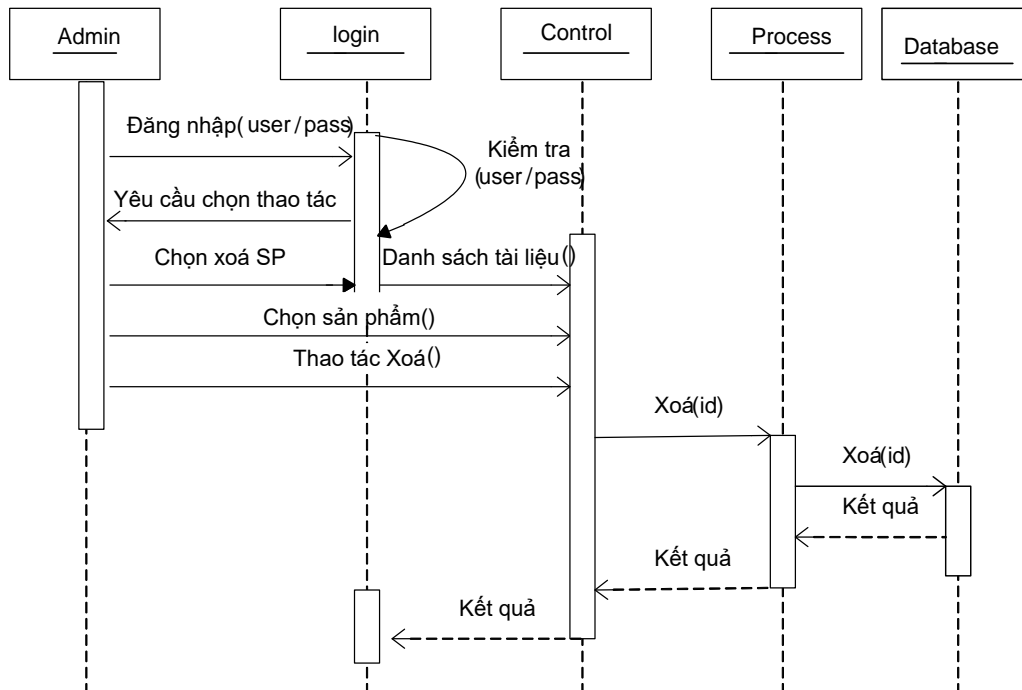 Admin
login
Control
Process
Database
Đăng nhập( user/pass)
Kiểm tra
(user/pass)
Yêu cầu chọn thao tác
Chọn xoá SP
Danh sách tài liệu()
Chọn sản phẩm()
Thao tác Xoá()
Xoá(id)
Xoá(id)
Kết quả
Kết quả
Kết quả